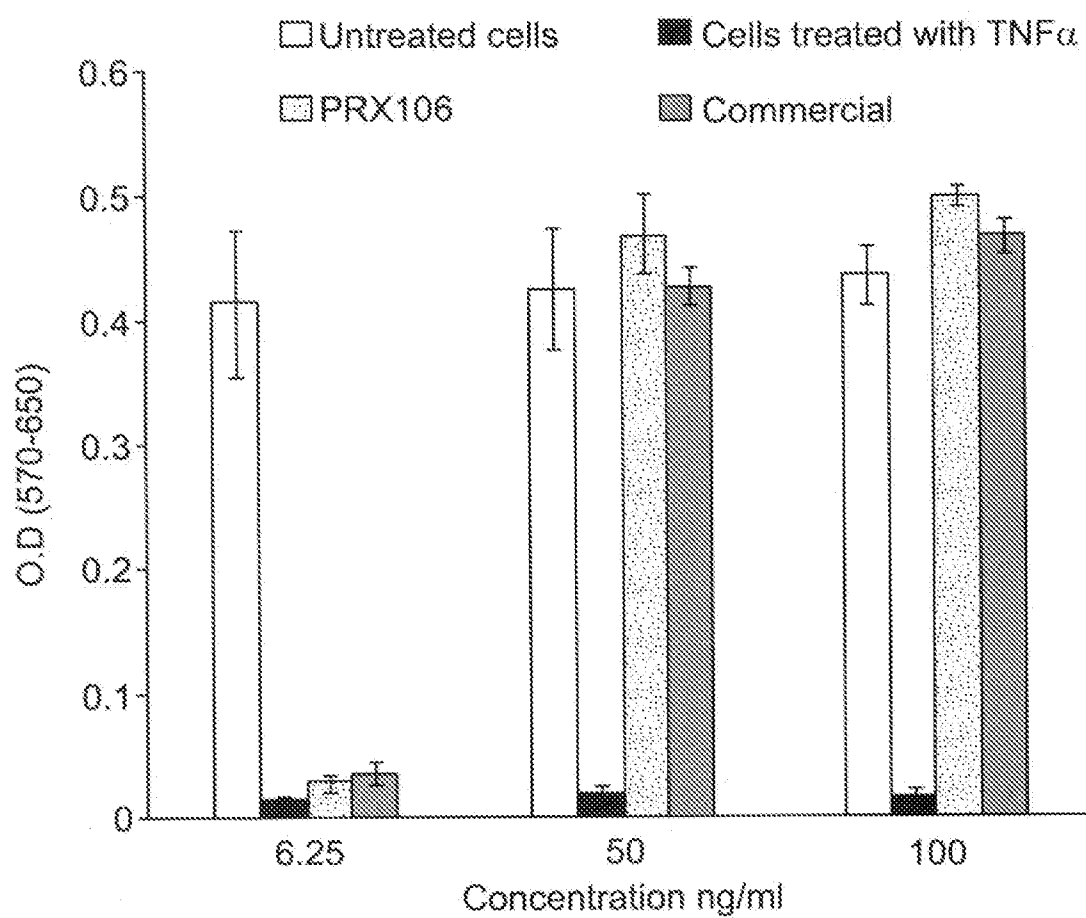 Untreated cells
Cells treated with TNFα
PRX106
Commercial
0.6
0.5
0.4
0.3
0.2
0.1
0
O.D (570-650)
6.25
50
100
Concentration ng/ml